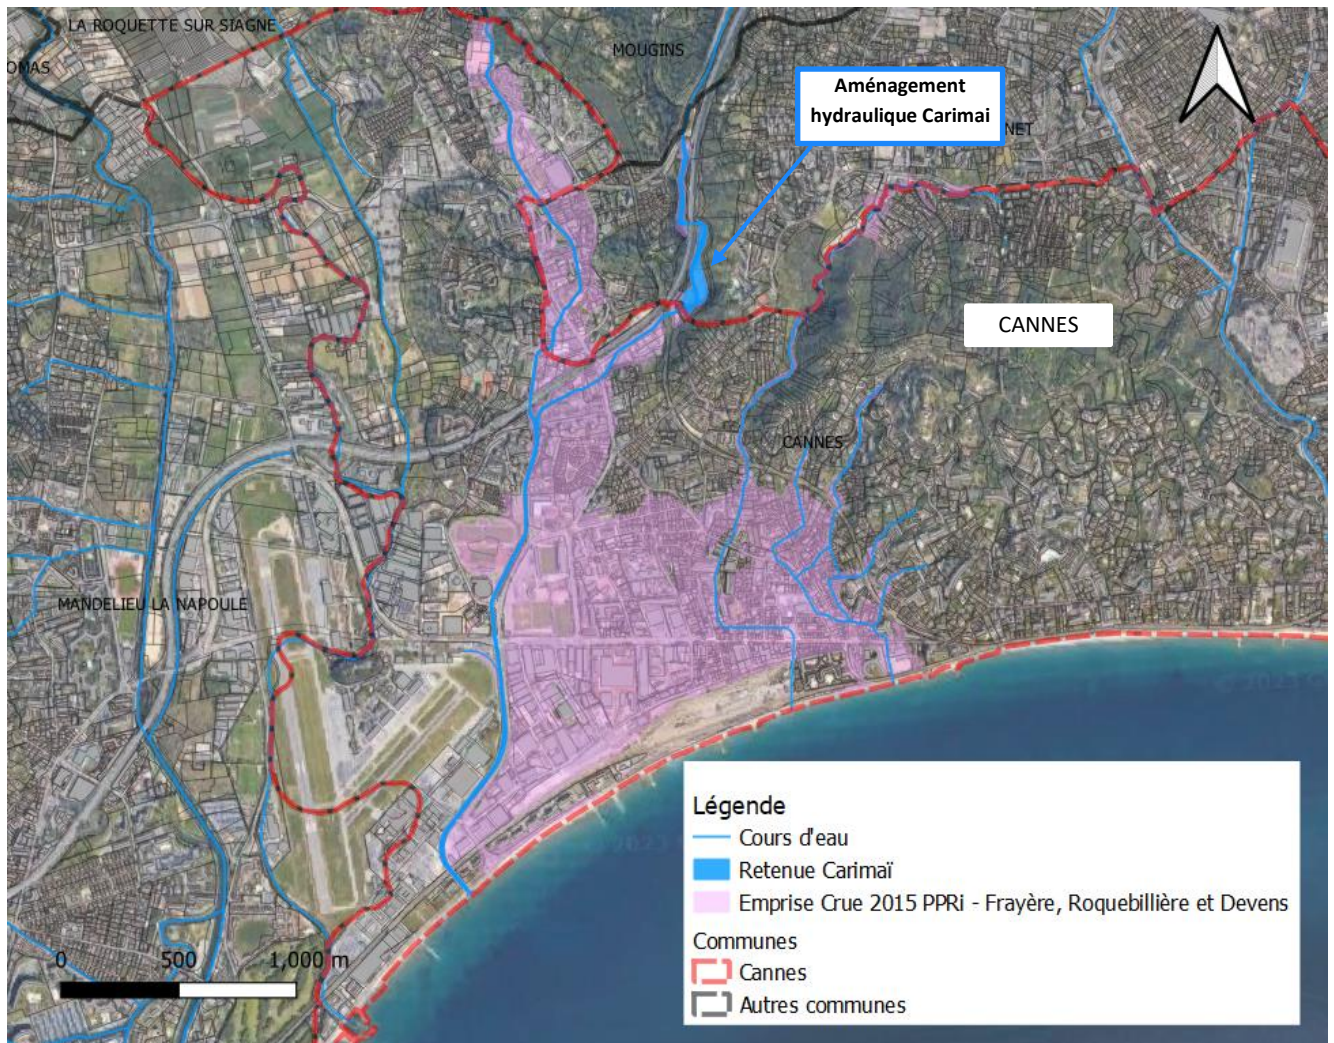 LA ROQUETTE SUR SIAGNE
OMAS
MOUGINS
Aménagement
hydraulique Carimai
NET
CANNES
CANNES
MANDELIEU LA NAPOULE
Légende
Cours d'eau
Retenue Carimaï
Emprise Crue 2015 PPRi - Frayère, Roquebillière et Devens
Communes
Cannes
Autres communes
0 500 1,000 m